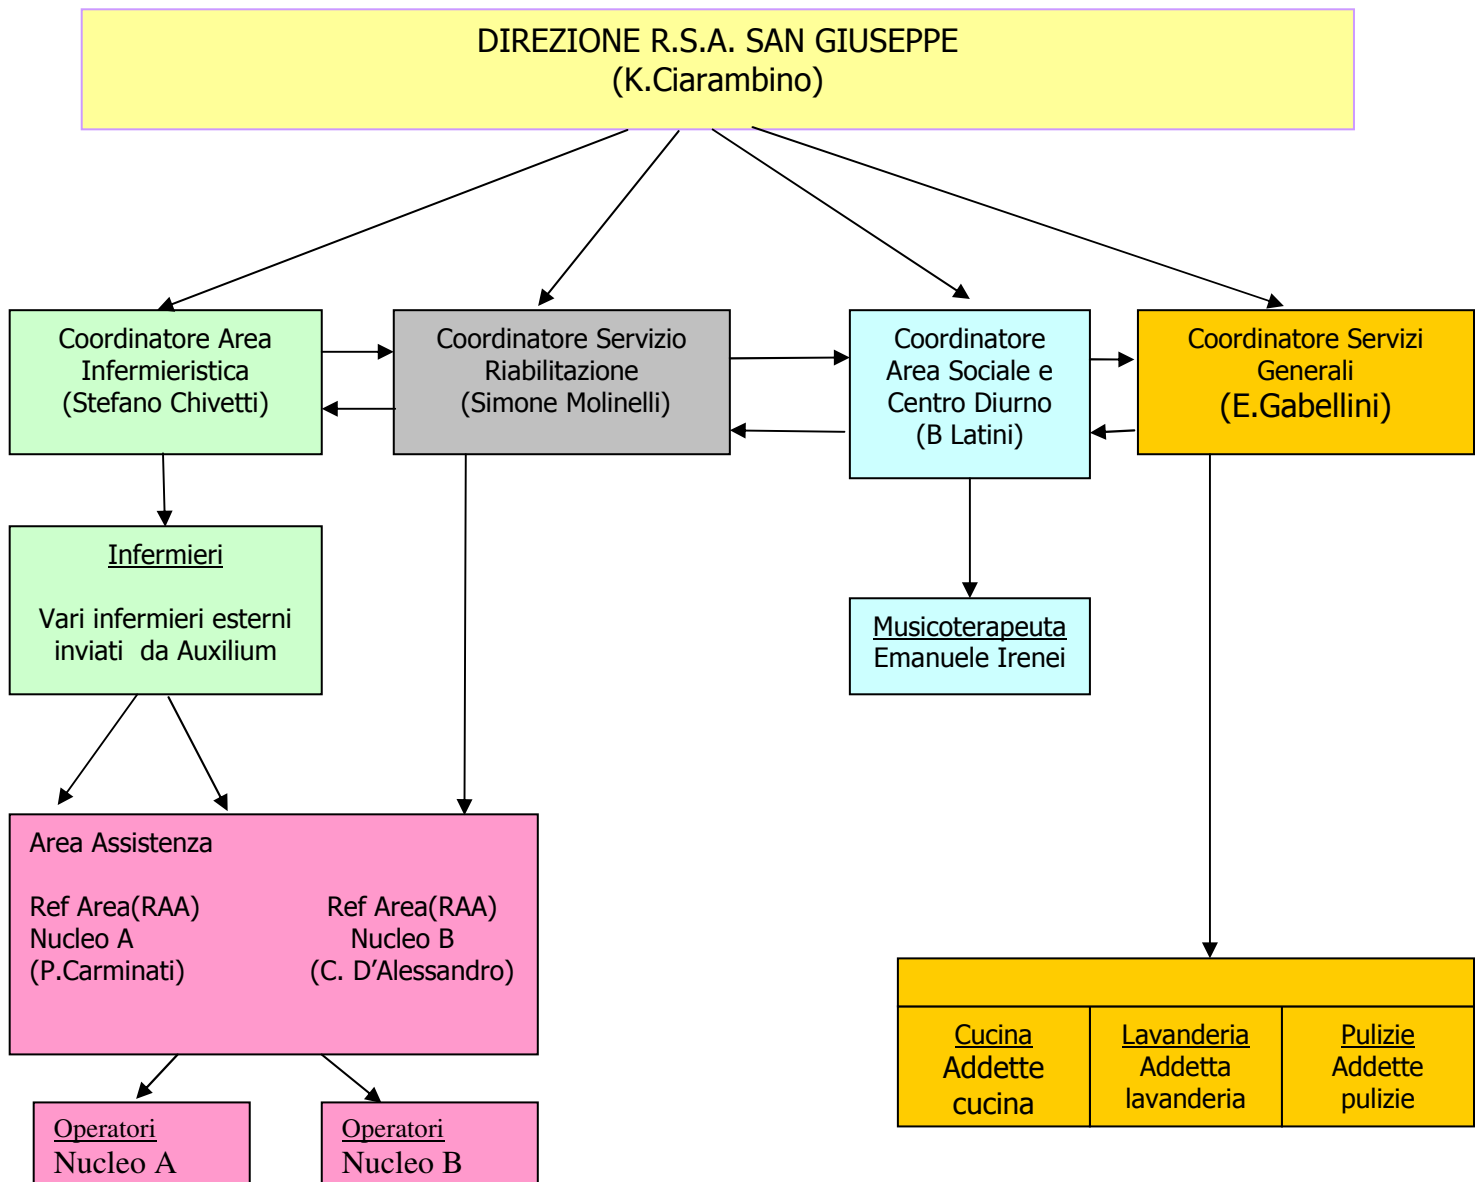 DIREZIONE R.S.A. SAN GIUSEPPE
(K.Ciarambino)
Coordinatore Area
Infermieristica
(Stefano Chivetti)
Coordinatore Servizio
Riabilitazione
(Simone Molinelli)
Coordinatore
Area Sociale e
Centro Diurno
(B Latini)
Coordinatore Servizi
Generali
(E.Gabellini)
Infermieri
Vari infermieri esterni
inviati da Auxilium
Musicoterapeuta
Emanuele Irenei
Area Assistenza
Ref Area(RAA)
Nucleo A
(P.Carminati)
Ref Area(RAA)
Nucleo B
(C. D'Alessandro)
Cucina
Addette
cucina
Lavanderia
Addetta
lavanderia
Pulizie
Addette
pulizie
Operatori
Nucleo A
Operatori
Nucleo B